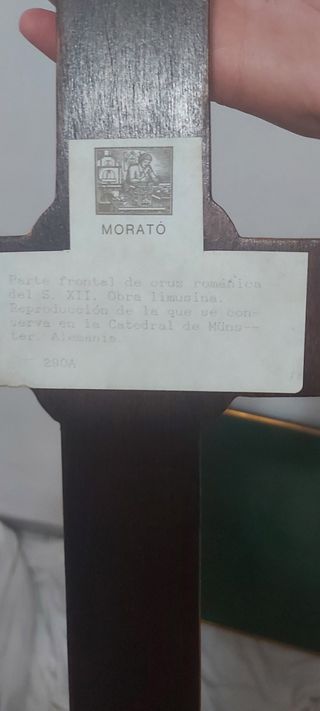 MORATÓ
Parte frontal de cruz románica
del S. XII. Obra limusina.
Reproducción de la que se con-
serva en la Catedral de Müns--
ter. Alemania.
290A